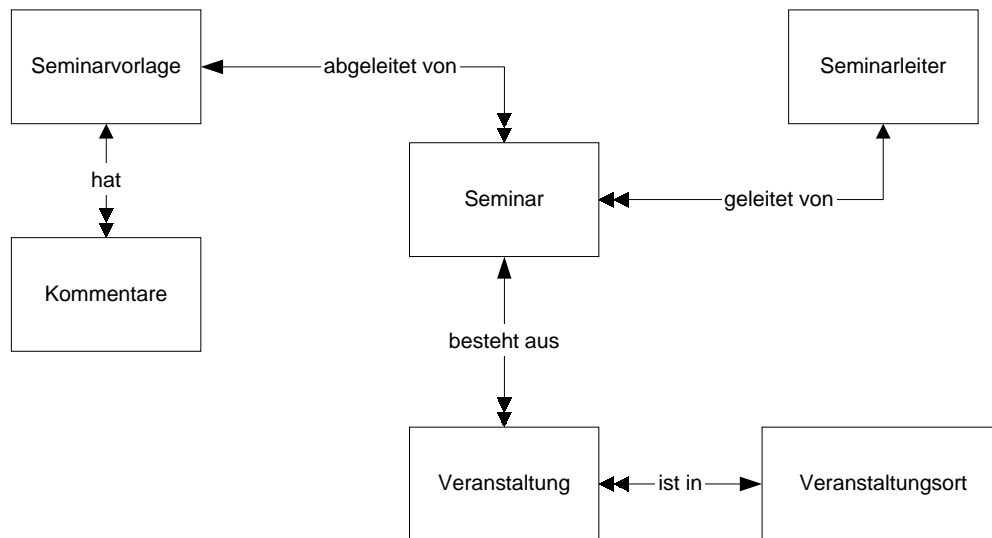 Seminarvorlage
abgeleitet von
Seminarleiter
hat
Seminar
geleitet von
Kommentare
besteht aus
Veranstaltung
ist in
Veranstaltungsort